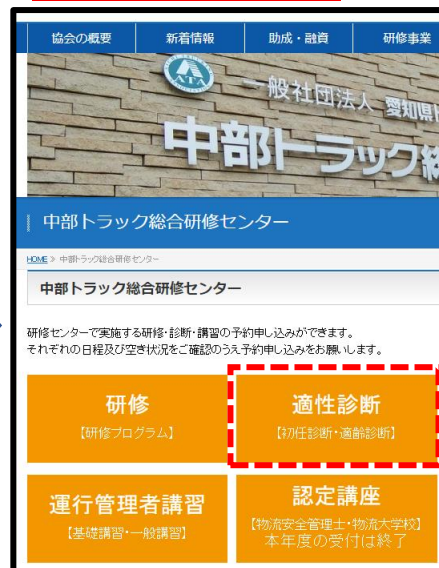 協会の概要
新着情報
助成・融資
研修事業
ATA
一般社団法人 愛知県
中部トラック総
中部トラック総合研修センター
HOME » 中部トラック総合研修センター
中部トラック総合研修センター
研修センターで実施する研修・診断・講習の予約申し込みができます。
それぞれの日程及び空き状況をご確認のうえ予約申し込みをお願いします。
研修
【研修プログラム】
適性診断
【初任診断・適齢診断】
運行管理者講習
【基礎講習・一般講習】
認定講座
【物流安全管理士・物流大学校】
本年度の受付は終了